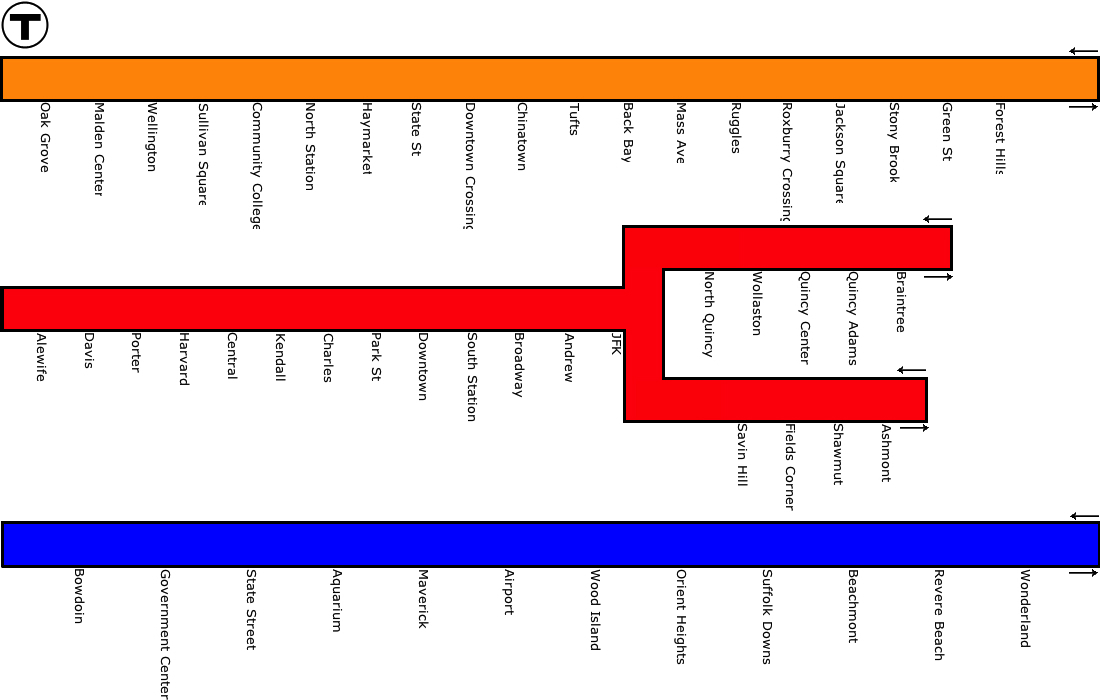 T
Oak Grove
Malden Center
Wellington
Sullivan Square
Community College
North Station
Haymarket
State St
Downtown Crossing
Chinatown
Tufts
Back Bay
Mass Ave
Ruggles
Roxburry Crossing
Jackson Square
Stony Brook
Green St
Forest Hills
North Quincy
Wollaston
Quincy Center
Quincy Adams
Braintree
Alewife
Davis
Porter
Harvard
Central
Kendall
Charles
Park St
Downtown
South Station
Broadway
Andrew
JFK
Savin Hill
Fields Corner
Shawmut
Ashmont
Bowdoin
Government Center
State Street
Aquarium
Maverick
Airport
Wood Island
Orient Heights
Suffolk Downs
Beachmont
Revere Beach
Wonderland